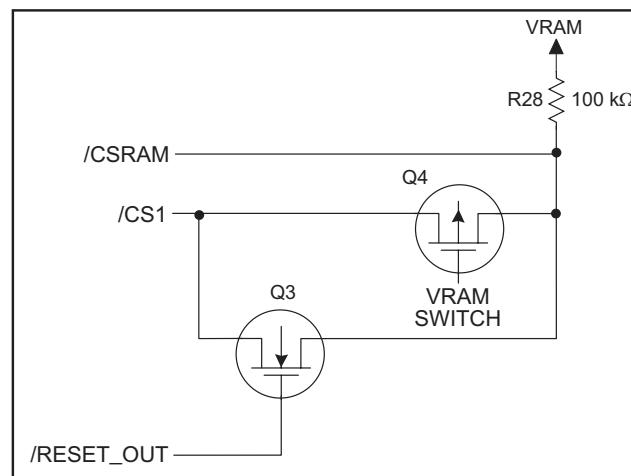 VRAM
R28 100 kΩ
/CSRAM
Q4
/CS1
VRAM
SWITCH
Q3
/RESET_OUT